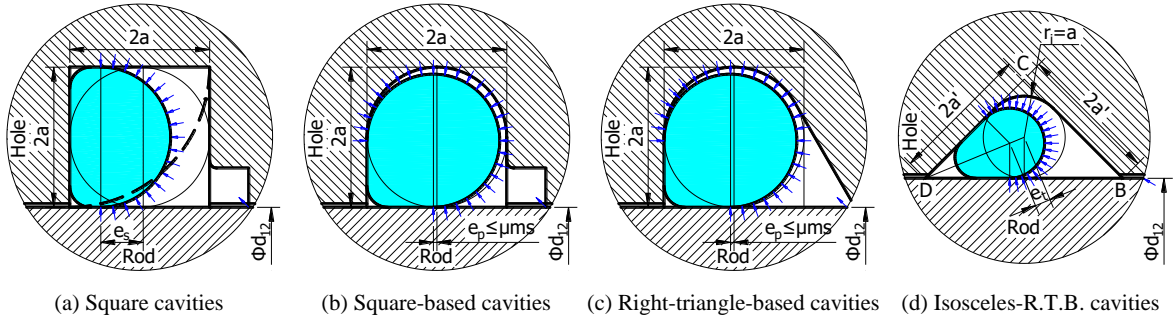 2a
2a
Hole
e_s
Rod
Φd₁₂
2a
2a
Hole
e_p≤μms
Rod
Φd₁₂
2a
2a
Hole
e_p≤μms
Rod
Φd₁₂
r_i=a
C
2a'
2a'
Hole
D
B
e_t
Rod
Φd₁₂
(a) Square cavities
(b) Square-based cavities
(c) Right-triangle-based cavities
(d) Isosceles-R.T.B. cavities